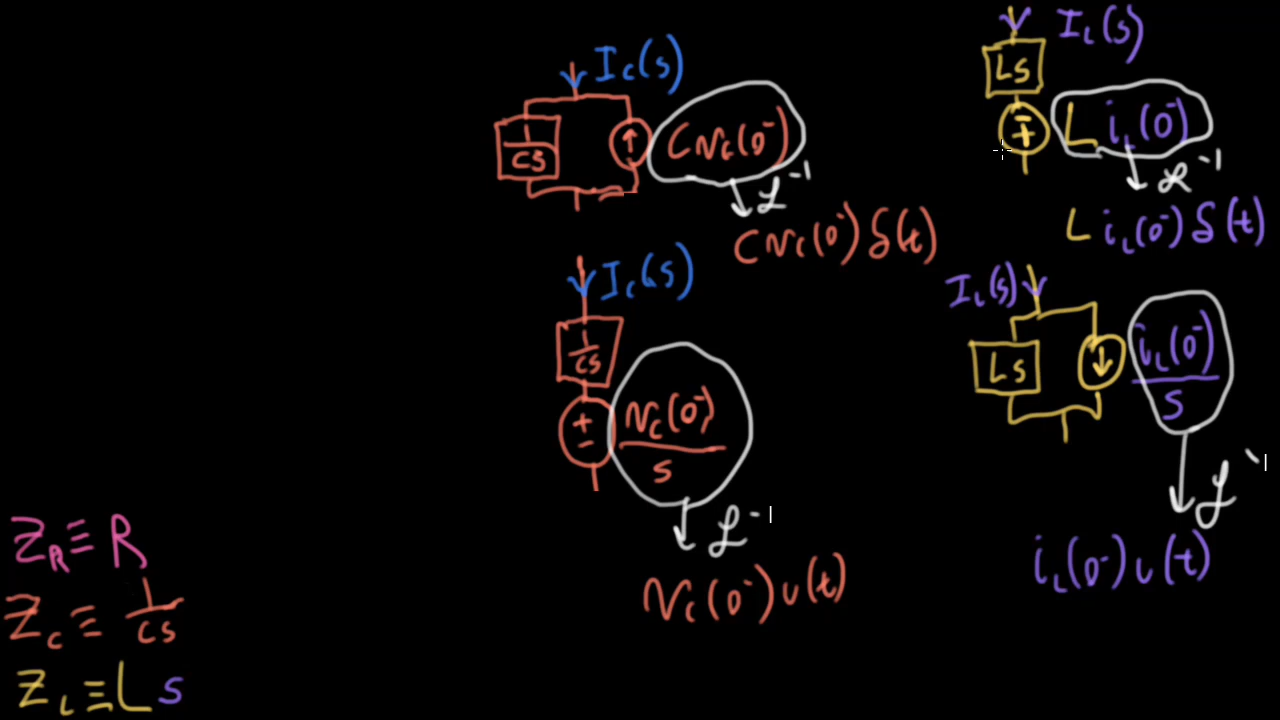 I_C(s)
1/CS
↑
C V_C(0⁻)
ℒ⁻¹
C V_C(0⁻) δ(t)
I_C(s)
1/CS
+
-
V_C(0⁻)/S
ℒ⁻¹
V_C(0⁻) u(t)
I_L(s)
LS
-
+
L i_L(0⁻)
ℒ⁻¹
L i_L(0⁻) δ(t)
I_L(s)
LS
↓
i_L(0⁻)/S
ℒ⁻¹
i_L(0⁻) u(t)
Z_R ≡ R
Z_C ≡ 1/CS
Z_L ≡ LS